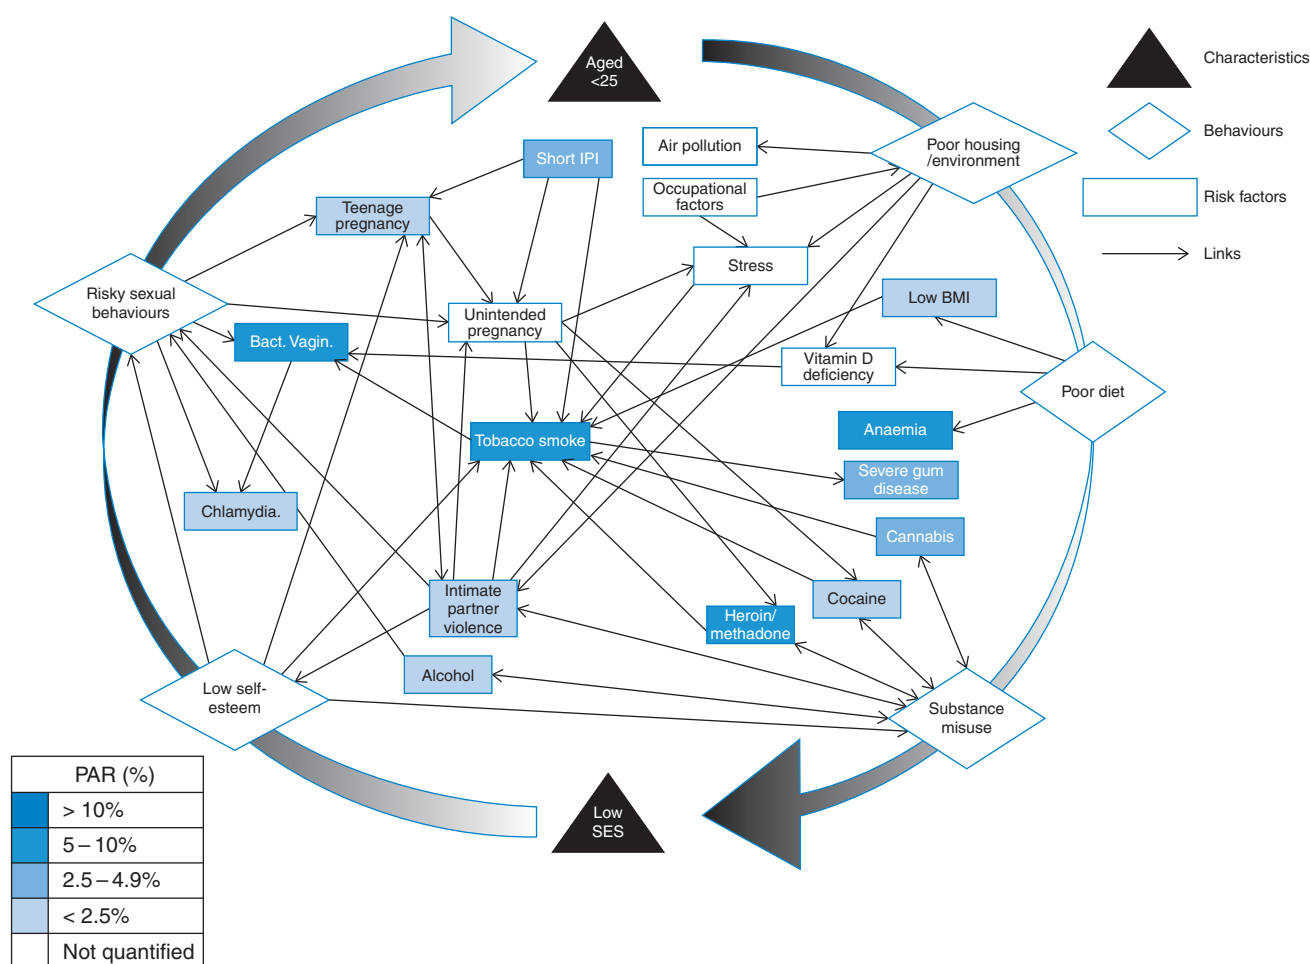 Aged
<25
Characteristics
Poor housing
/environment
Behaviours
Air pollution
Short IPI
Occupational
factors
Risk factors
Teenage
pregnancy
Stress
Links
Risky sexual
behaviours
Low BMI
Unintended
pregnancy
Bact. Vagin.
Vitamin D
deficiency
Poor diet
Tobacco smoke
Anaemia
Severe gum
disease
Chlamydia.
Cannabis
Intimate
partner
violence
Cocaine
Heroin/
methadone
Alcohol
Low self-
esteem
Substance
misuse
Low
SES
PAR (%)
> 10%
5–10%
2.5–4.9%
< 2.5%
Not quantified